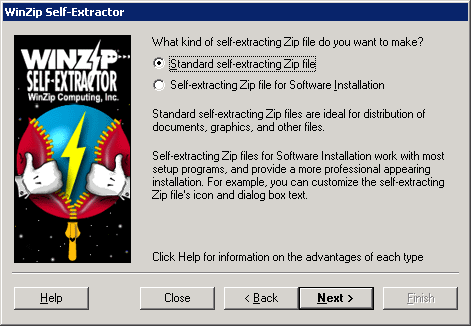 WinZip Self-Extractor
WINZIP
SELF-EXTRACTOR
WinZip Computing, Inc.
What kind of self-extracting Zip file do you want to make?
Standard self-extracting Zip file
Self-extracting Zip file for Software Installation
Standard self-extracting Zip files are ideal for distribution of
documents, graphics, and other files.
Self-extracting Zip files for Software Installation work with most
setup programs, and provide a more professional appearing
installation. For example, you can customize the self-extracting
Zip file's icon and dialog box text.
Click Help for information on the advantages of each type
Help
Close
< Back
Next >
Finish